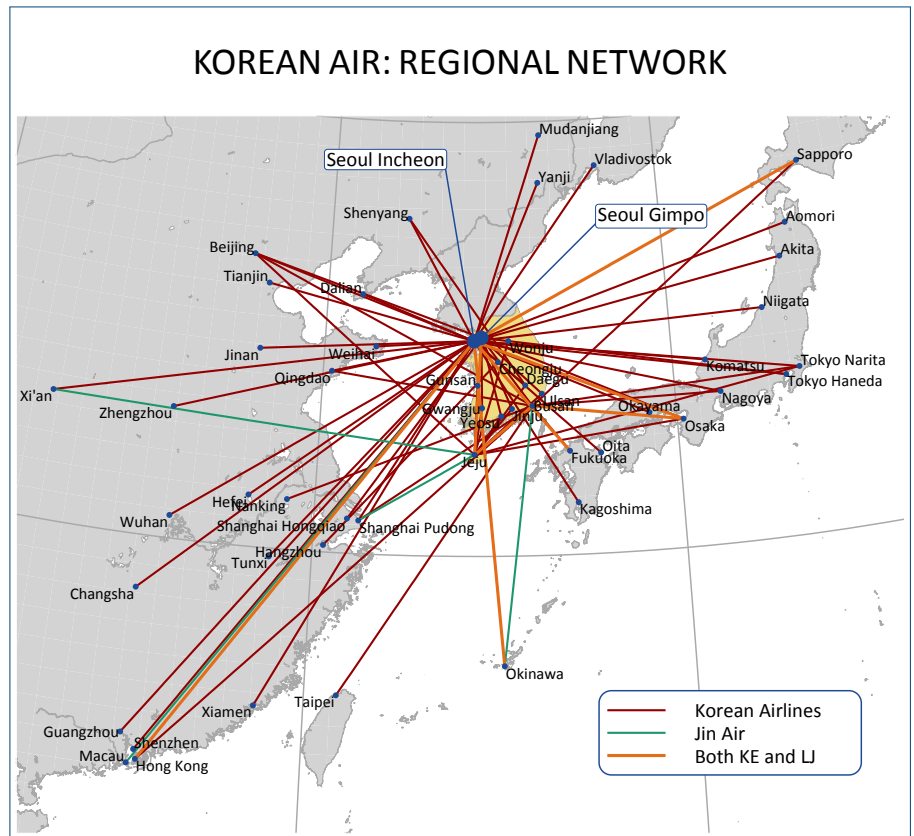 KOREAN AIR: REGIONAL NETWORK
Mudanjiang
Seoul Incheon
Vladivostok
Sapporo
Yanji
Shenyang
Seoul Gimpo
Aomori
Beijing
Akita
Tianjin
Dalian
Niigata
Wonju
Jinan
Weihai
Komatsu
Tokyo Narita
Cheongju
Qingdao
Gunsan
Daegu
Tokyo Haneda
Xi'an
Ulsan
Nagoya
Zhengzhou
Gwangju
Busan
Okayama
Yeosu
Jinju
Osaka
Jeju
Oita
Fukuoka
Hefei
Nanking
Kagoshima
Wuhan
Shanghai Hongqiao
Shanghai Pudong
Hangzhou
Tunxi
Changsha
Okinawa
Taipei
Xiamen
Guangzhou
Shenzhen
Macau
Hong Kong
Korean Airlines
Jin Air
Both KE and LJ